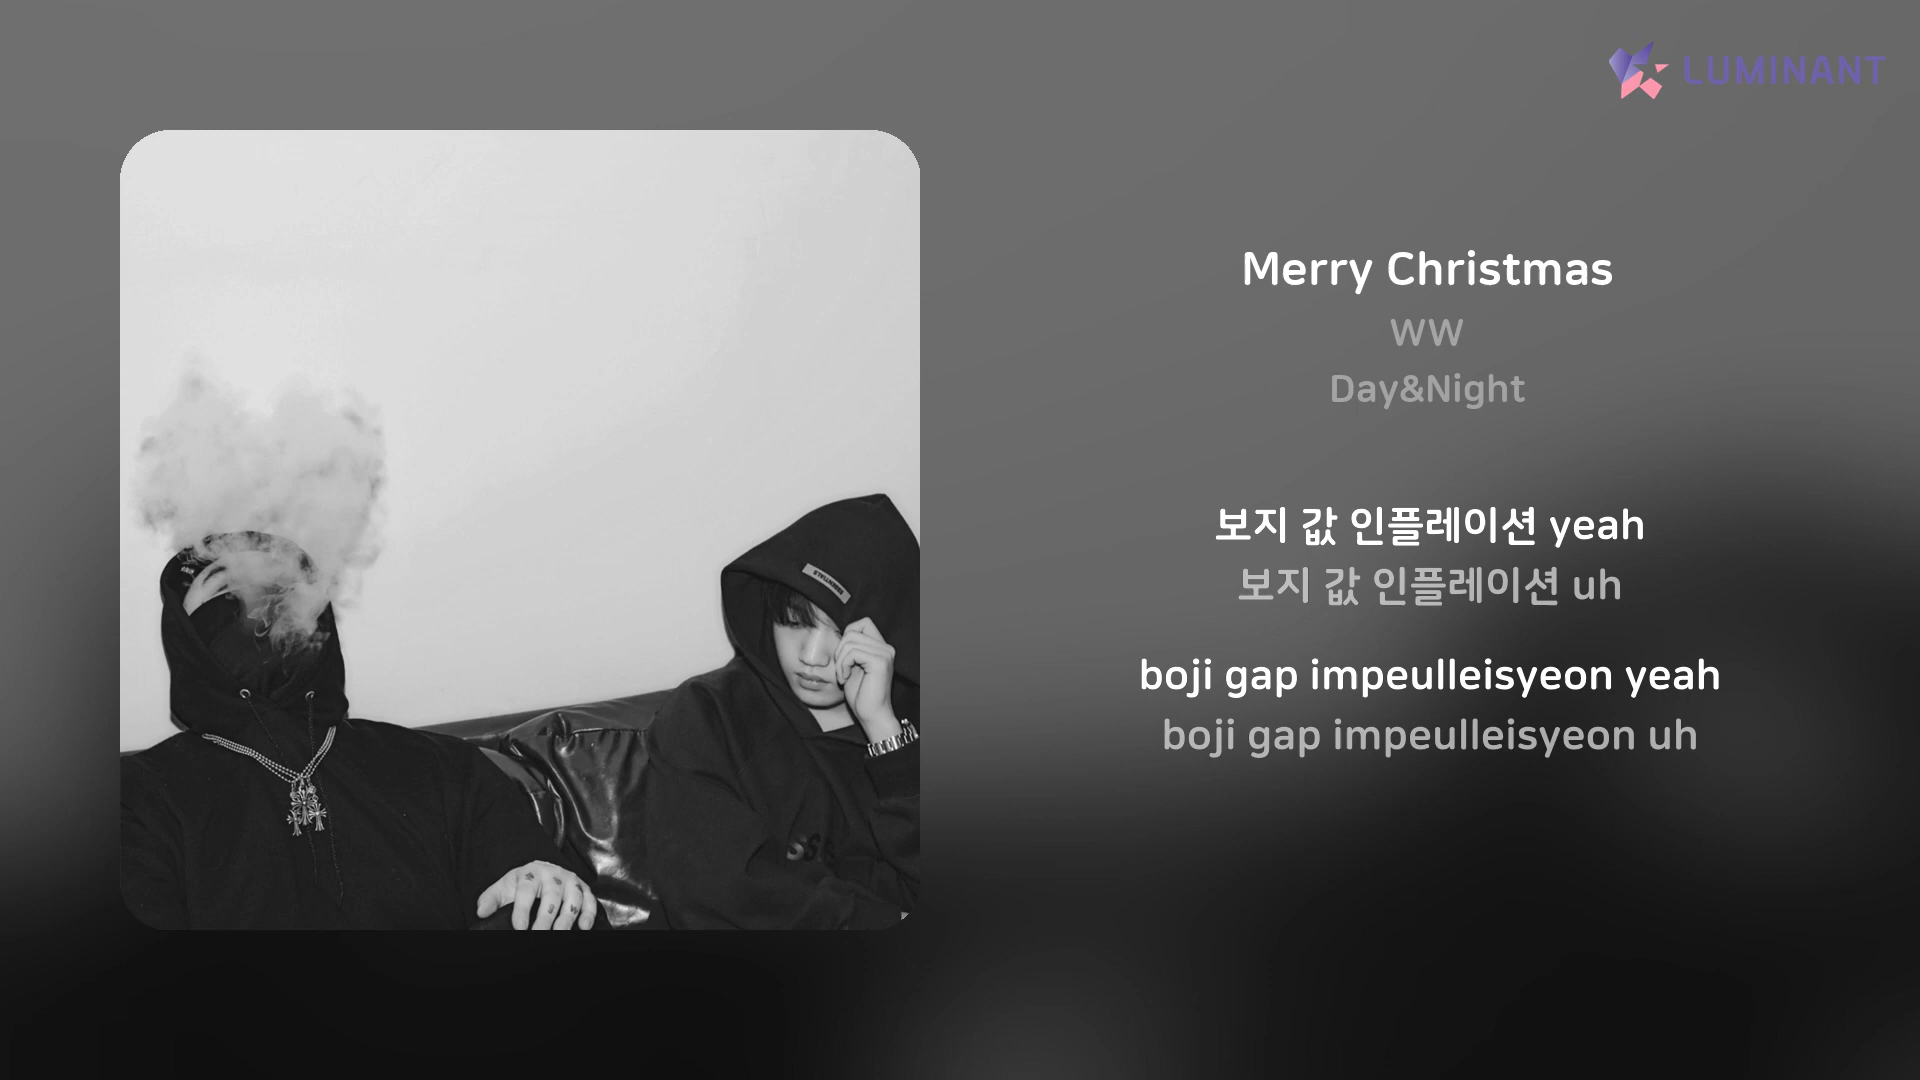 LUMINANT
Merry Christmas
WW
Day&Night
보지 값 인플레이션 yeah
보지 값 인플레이션 uh
boji gap impeulleisyeon yeah
boji gap impeulleisyeon uh